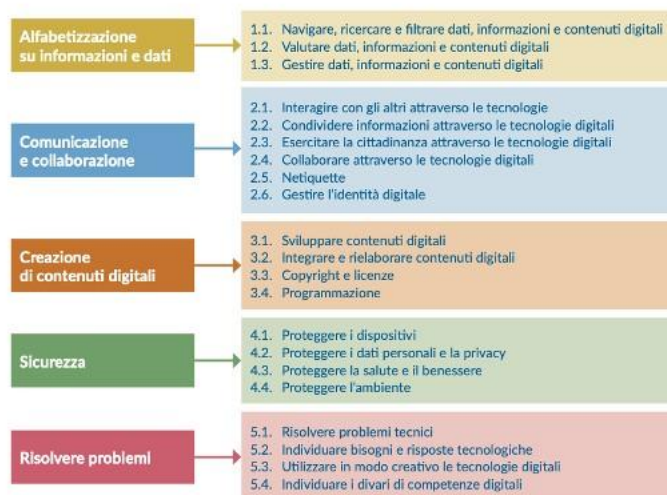 Alfabetizzazione
su informazioni e dati
1.1. Navigare, ricercare e filtrare dati, informazioni e contenuti digitali
1.2. Valutare dati, informazioni e contenuti digitali
1.3. Gestire dati, informazioni e contenuti digitali
Comunicazione
e collaborazione
2.1. Interagire con gli altri attraverso le tecnologie
2.2. Condividere informazioni attraverso le tecnologie digitali
2.3. Esercitare la cittadinanza attraverso le tecnologie digitali
2.4. Collaborare attraverso le tecnologie digitali
2.5. Netiquette
2.6. Gestire l'identità digitale
Creazione
di contenuti digitali
3.1. Sviluppare contenuti digitali
3.2. Integrare e rielaborare contenuti digitali
3.3. Copyright e licenze
3.4. Programmazione
Sicurezza
4.1. Proteggere i dispositivi
4.2. Proteggere i dati personali e la privacy
4.3. Proteggere la salute e il benessere
4.4. Proteggere l'ambiente
Risolvere problemi
5.1. Risolvere problemi tecnici
5.2. Individuare bisogni e risposte tecnologiche
5.3. Utilizzare in modo creativo le tecnologie digitali
5.4. Individuare i divari di competenze digitali